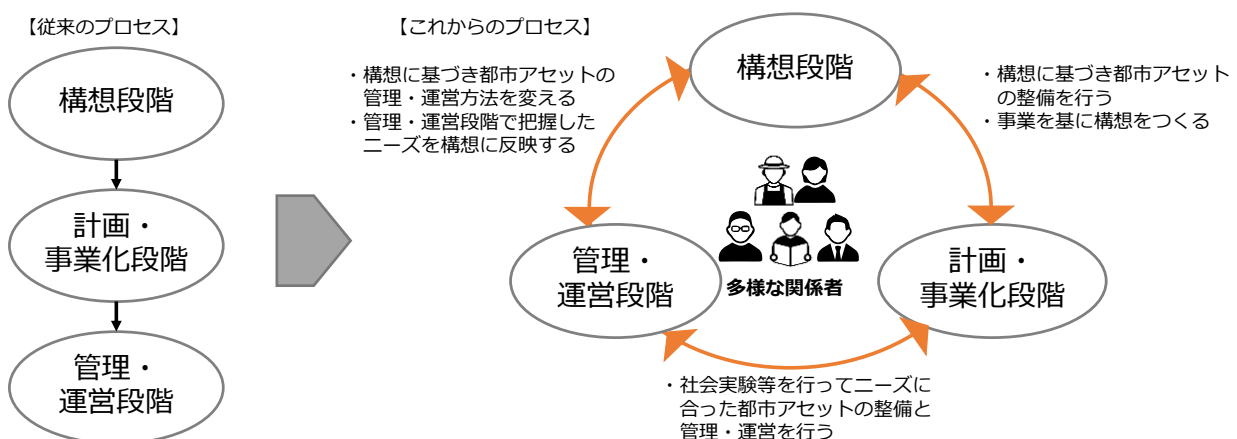 【従来のプロセス】
構想段階
計画・
事業化段階
管理・
運営段階
【これからのプロセス】
構想段階
・構想に基づき都市アセットの
管理・運営方法を変える
・管理・運営段階で把握した
ニーズを構想に反映する
・構想に基づき都市アセット
の整備を行う
・事業を基に構想をつくる
管理・
運営段階
多様な関係者
計画・
事業化段階
・社会実験等を行ってニーズに
合った都市アセットの整備と
管理・運営を行う